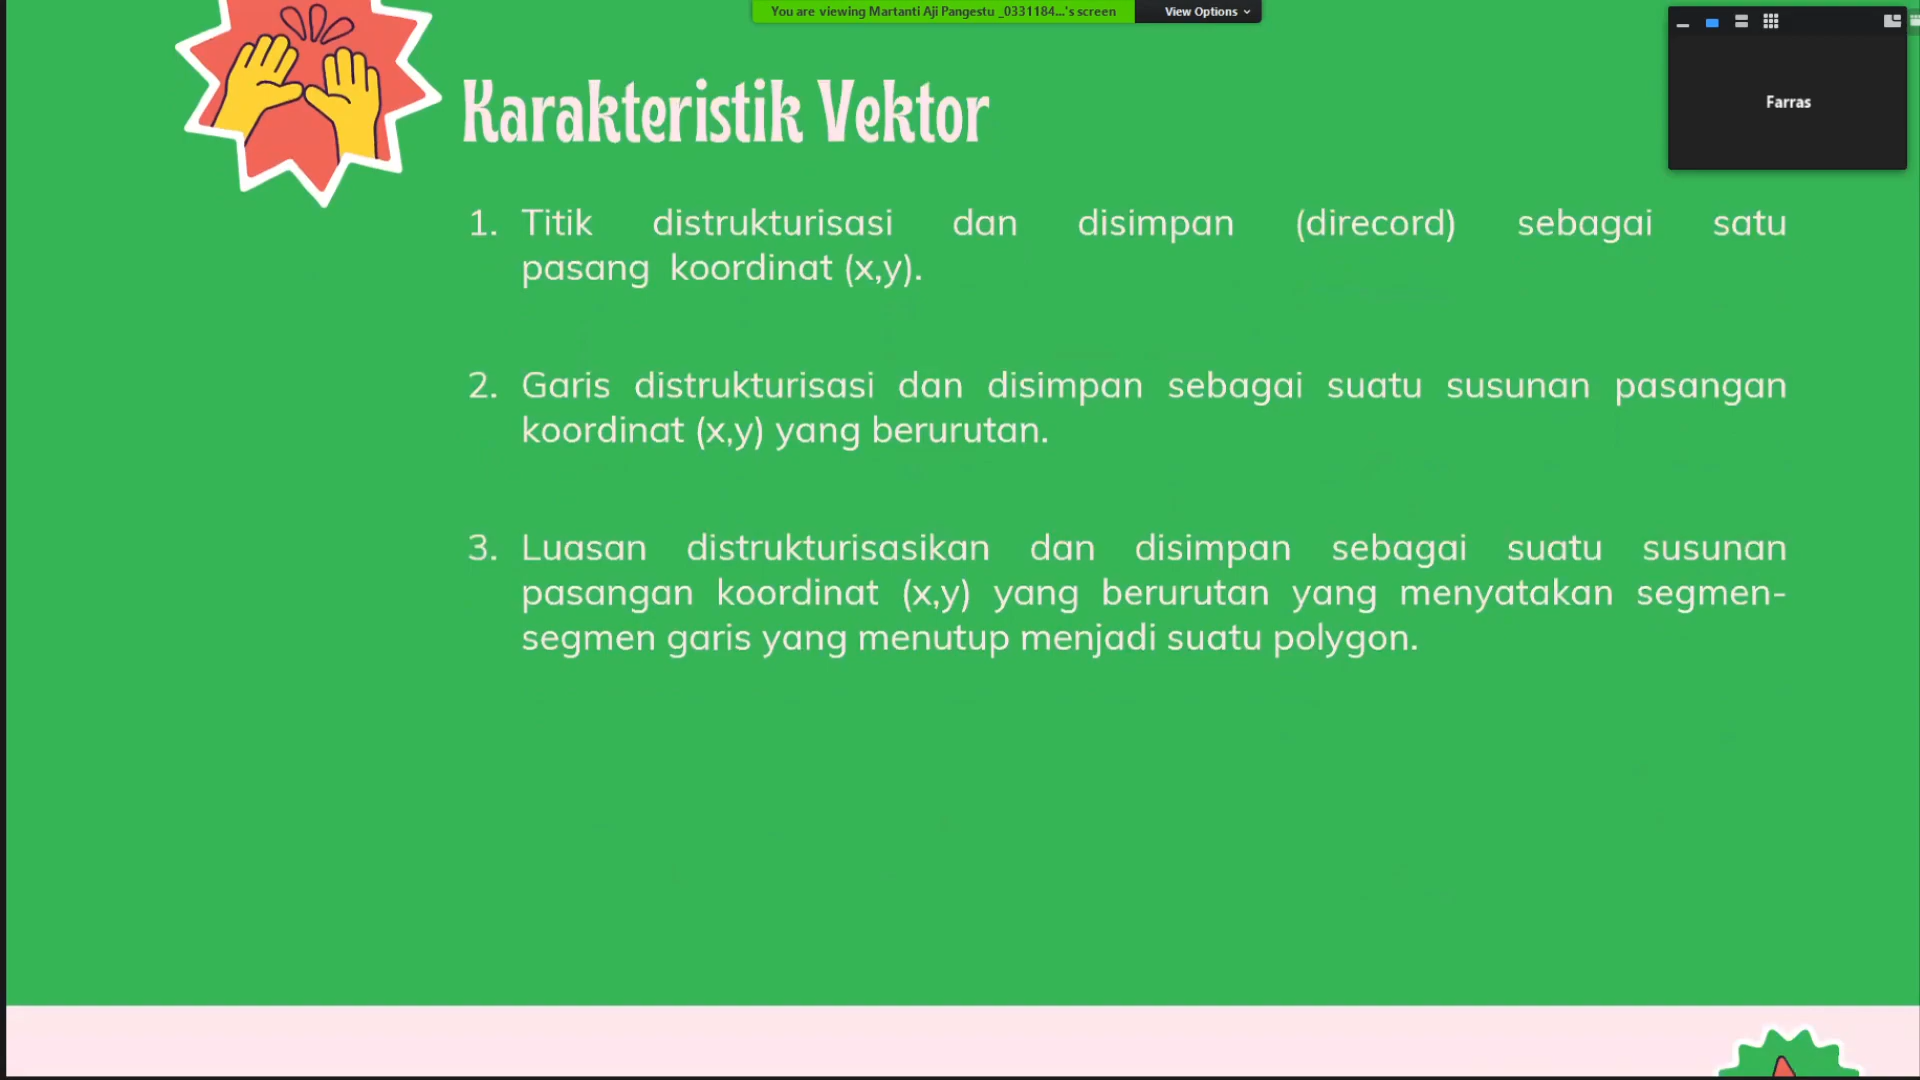 You are viewing Martanti Aji Pangestu _0331184...'s screen
View Options
Farras
Karakteristik Vektor
1. Titik distrukturisasi dan disimpan (direcord) sebagai satu
pasang koordinat (x,y).
2. Garis distrukturisasi dan disimpan sebagai suatu susunan pasangan
koordinat (x,y) yang berurutan.
3. Luasan distrukturisasikan dan disimpan sebagai suatu susunan
pasangan koordinat (x,y) yang berurutan yang menyatakan segmen-
segmen garis yang menutup menjadi suatu polygon.